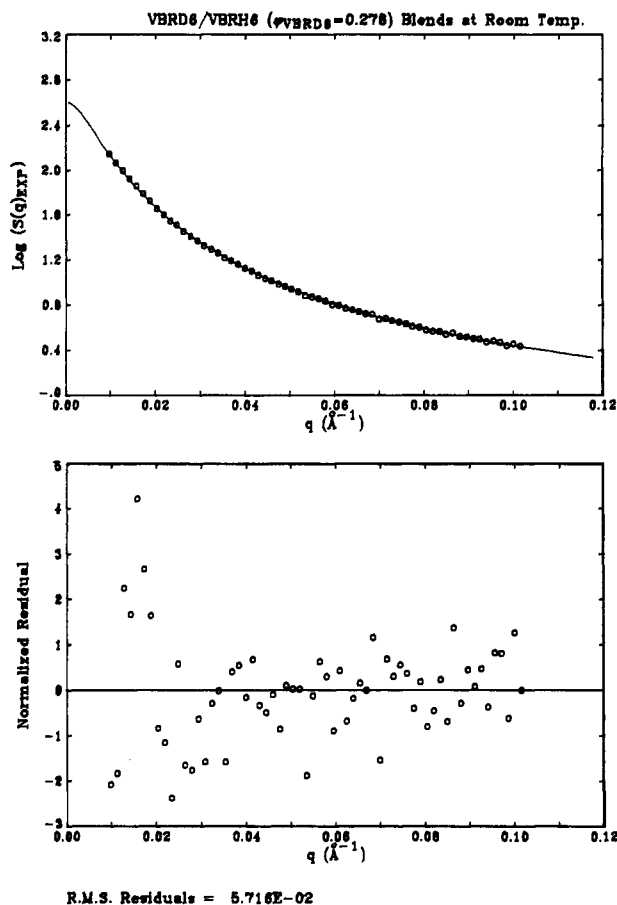 VBRD6/VBRH6 (φVBRD6=0.276) Blends at Room Temp.
Log (S(q)EXP)
2.8
2.4
2.0
1.6
1.2
0.8
0.4
-.0
0.00 0.02 0.04 0.06 0.08 0.10 0.12
q (Å-1)
Normalized Residual
5
4
3
2
1
0
-1
-2
-3
0.00 0.02 0.04 0.06 0.08 0.10 0.12
q (Å-1)
R.M.S. Residuals = 5.716E-02